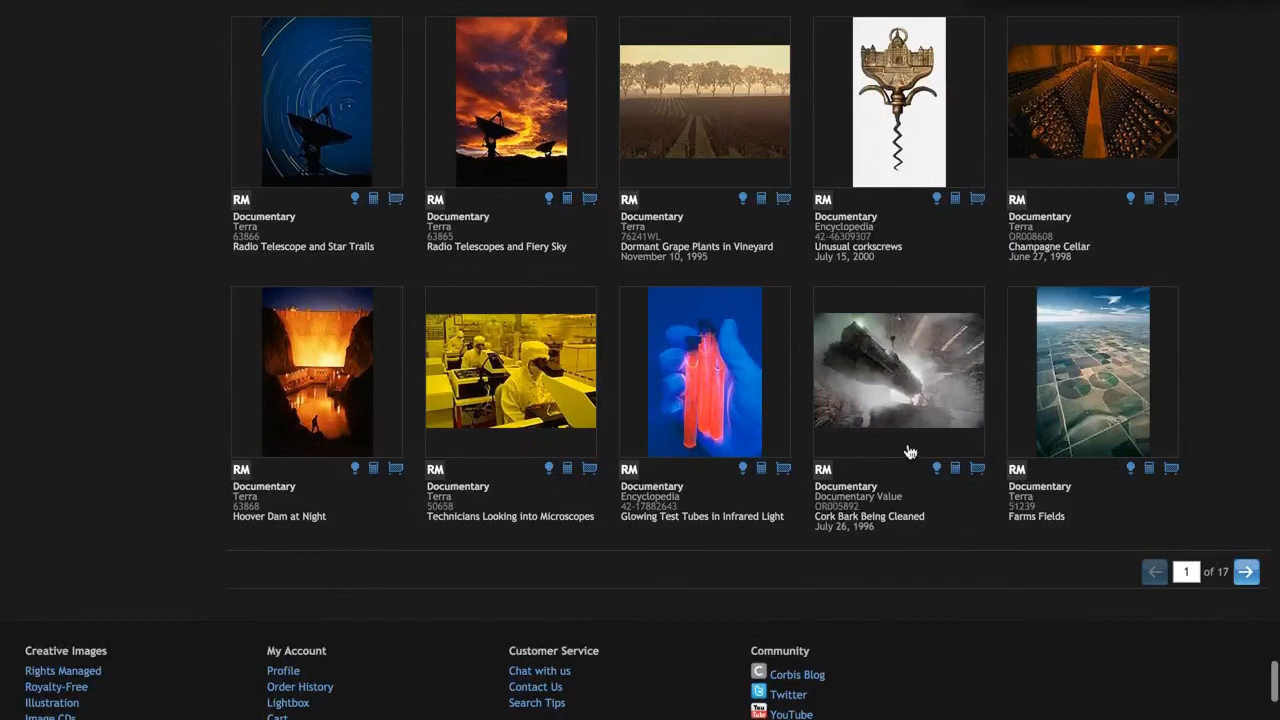 RM
Documentary
Terra
63866
Radio Telescope and Star Trails
RM
Documentary
Terra
63865
Radio Telescopes and Fiery Sky
RM
Documentary
Terra
76241WL
Dormant Grape Plants in Vineyard
November 10, 1995
RM
Documentary
Encyclopedia
42-46309307
Unusual corkscrews
July 15, 2000
RM
Documentary
Terra
OR008608
Champagne Cellar
June 27, 1998
RM
Documentary
Terra
63868
Hoover Dam at Night
RM
Documentary
Terra
50658
Technicians Looking into Microscopes
RM
Documentary
Encyclopedia
42-17882643
Glowing Test Tubes in Infrared Light
RM
Documentary
Documentary Value
OR005892
Cork Bark Being Cleaned
July 26, 1996
RM
Documentary
Terra
51239
Farms Fields
1 of 17
Creative Images
Rights Managed
Royalty-Free
Illustration
Image CDs
My Account
Profile
Order History
Lightbox
Cart
Customer Service
Chat with us
Contact Us
Search Tips
Community
C Corbis Blog
Twitter
You Tube YouTube